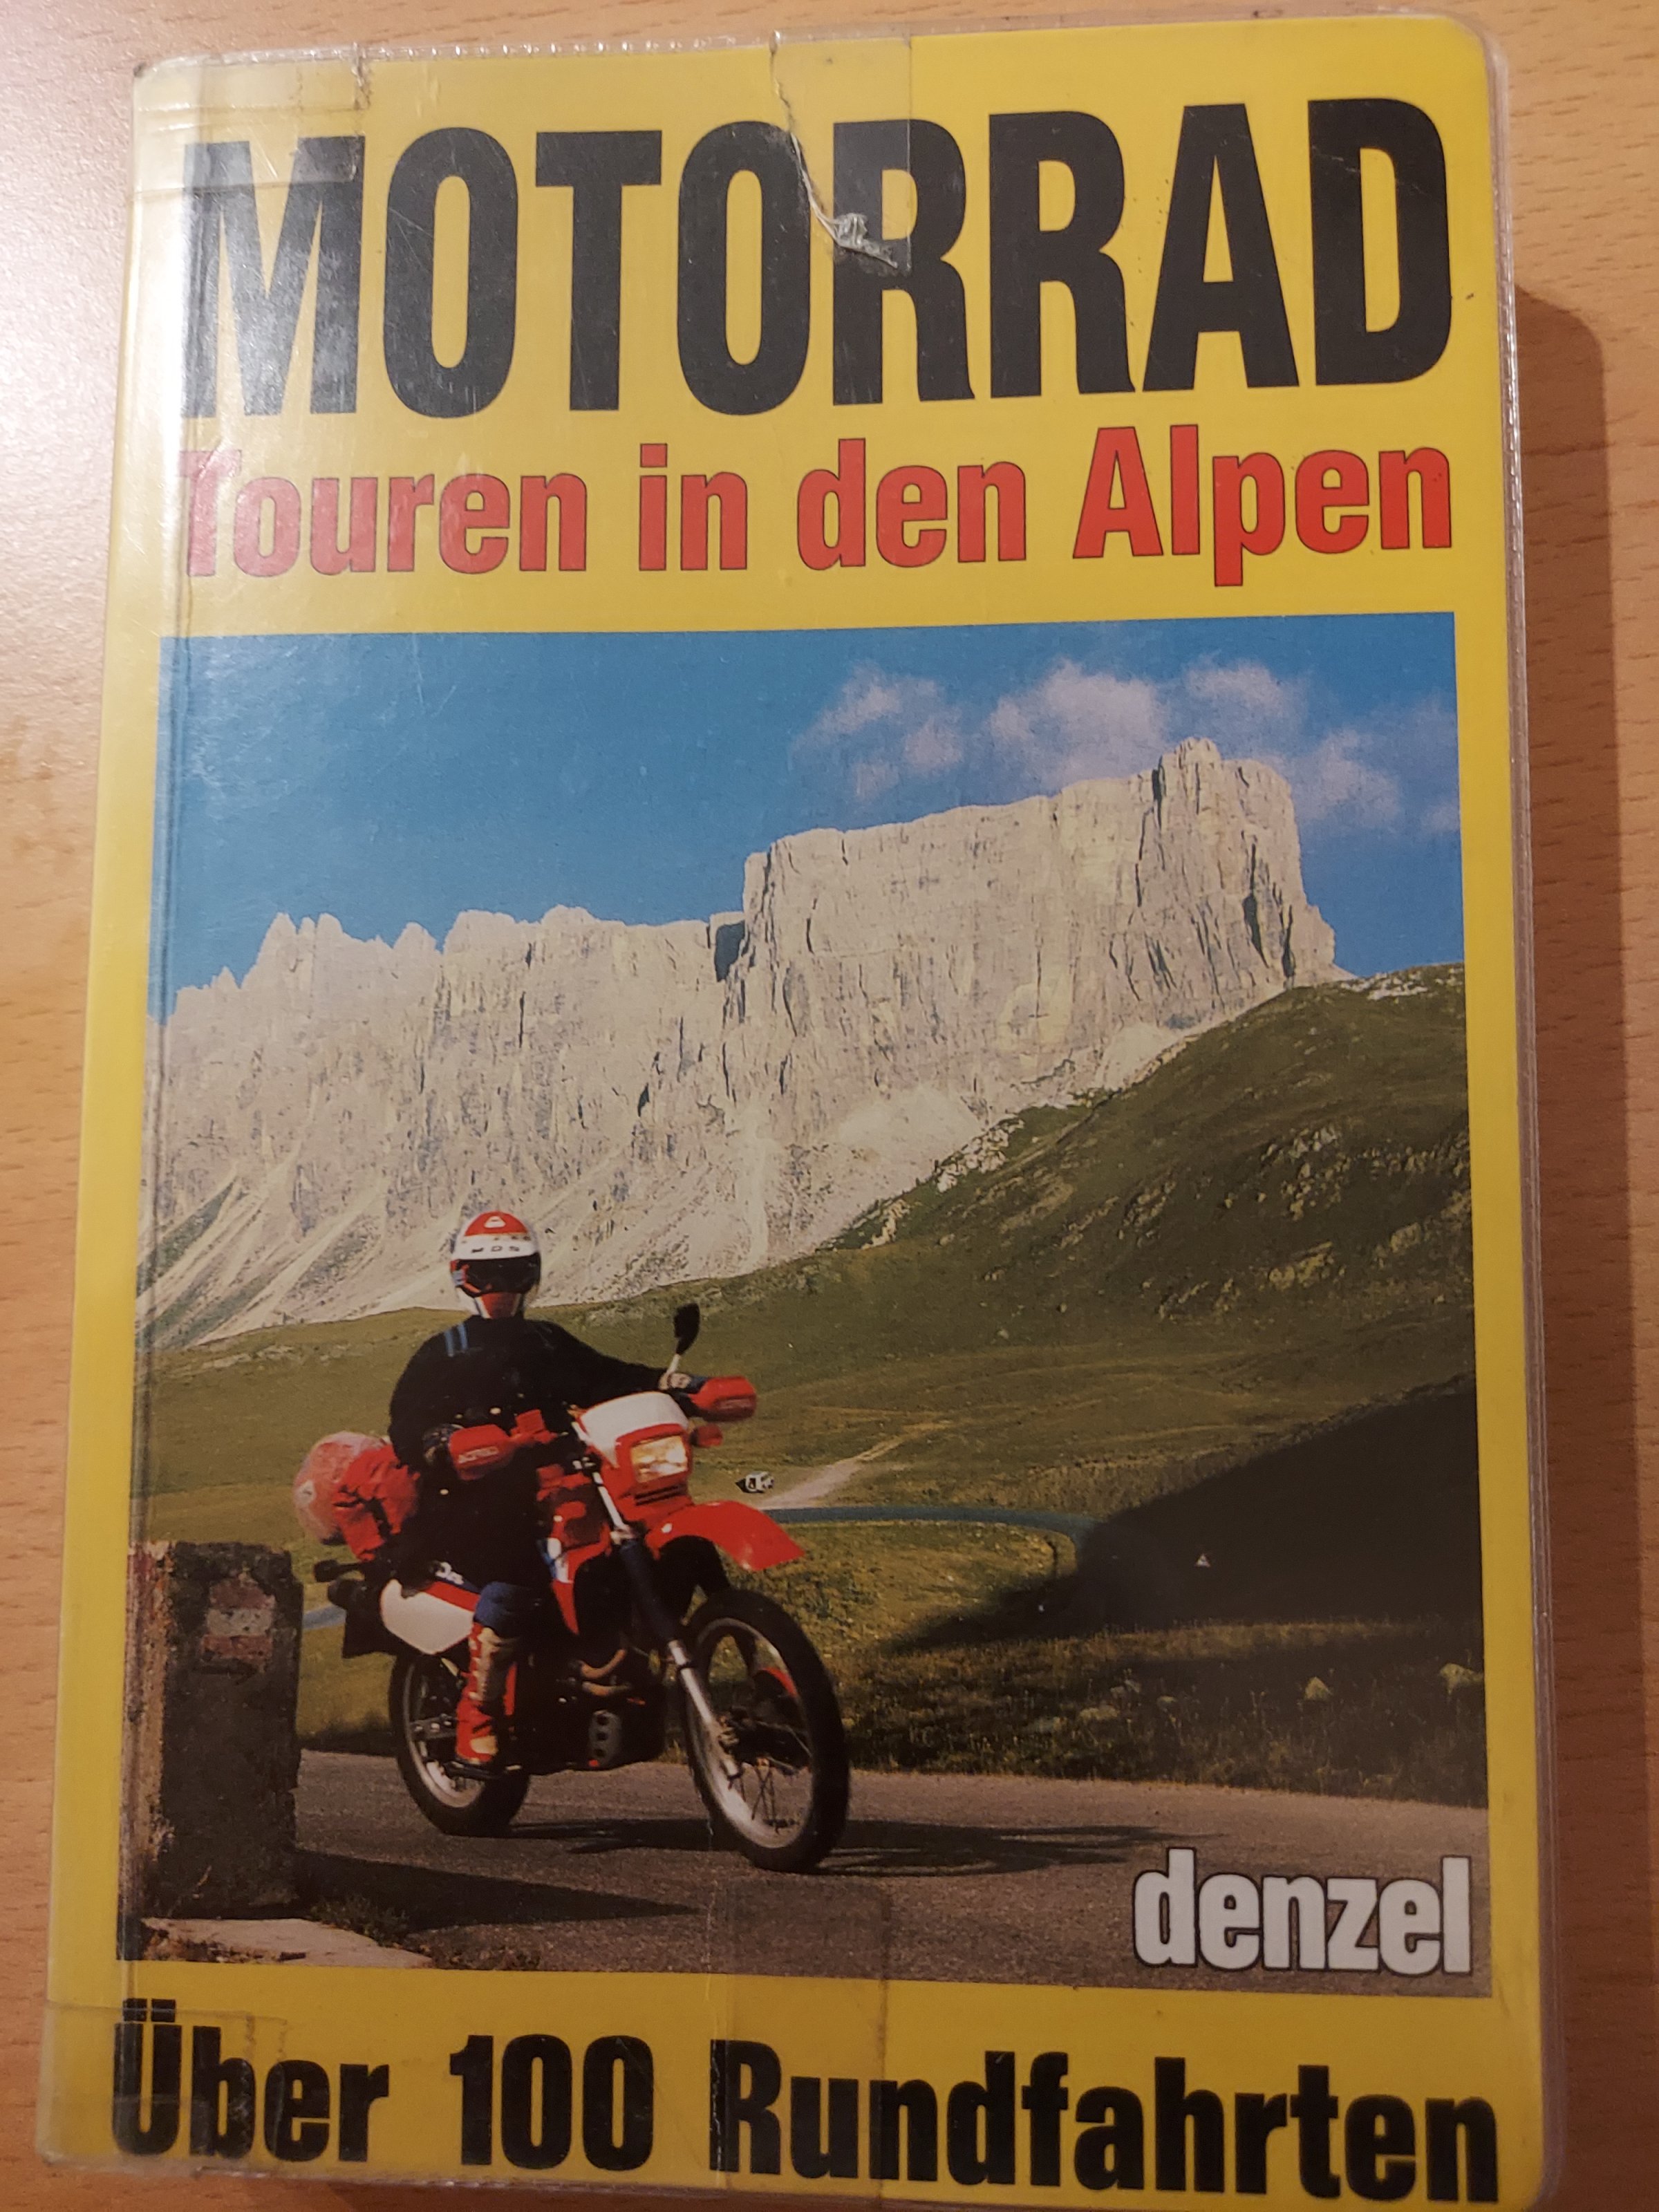 MOTORRAD
Touren in den Alpen
denzel
Über 100 Rundfahrten